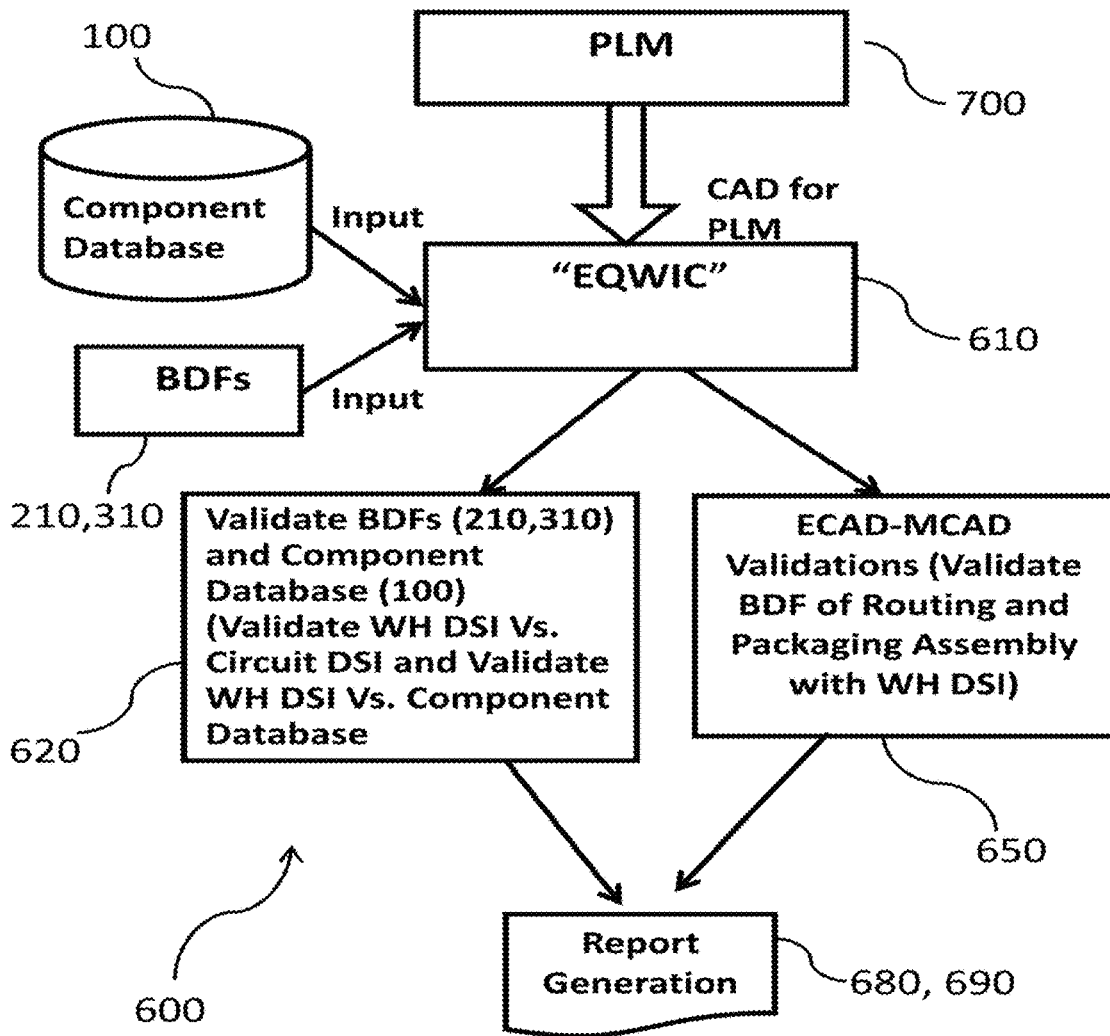 100
PLM
700
Component
Database
Input
CAD for
PLM
"EQWIC"
610
BDFs
Input
210,310
Validate BDFs (210,310)
and Component
Database (100)
(Validate WH DSI Vs.
Circuit DSI and Validate
WH DSI Vs. Component
Database
620
ECAD-MCAD
Validations (Validate
BDF of Routing and
Packaging Assembly
with WH DSI)
650
600
Report
Generation
680, 690